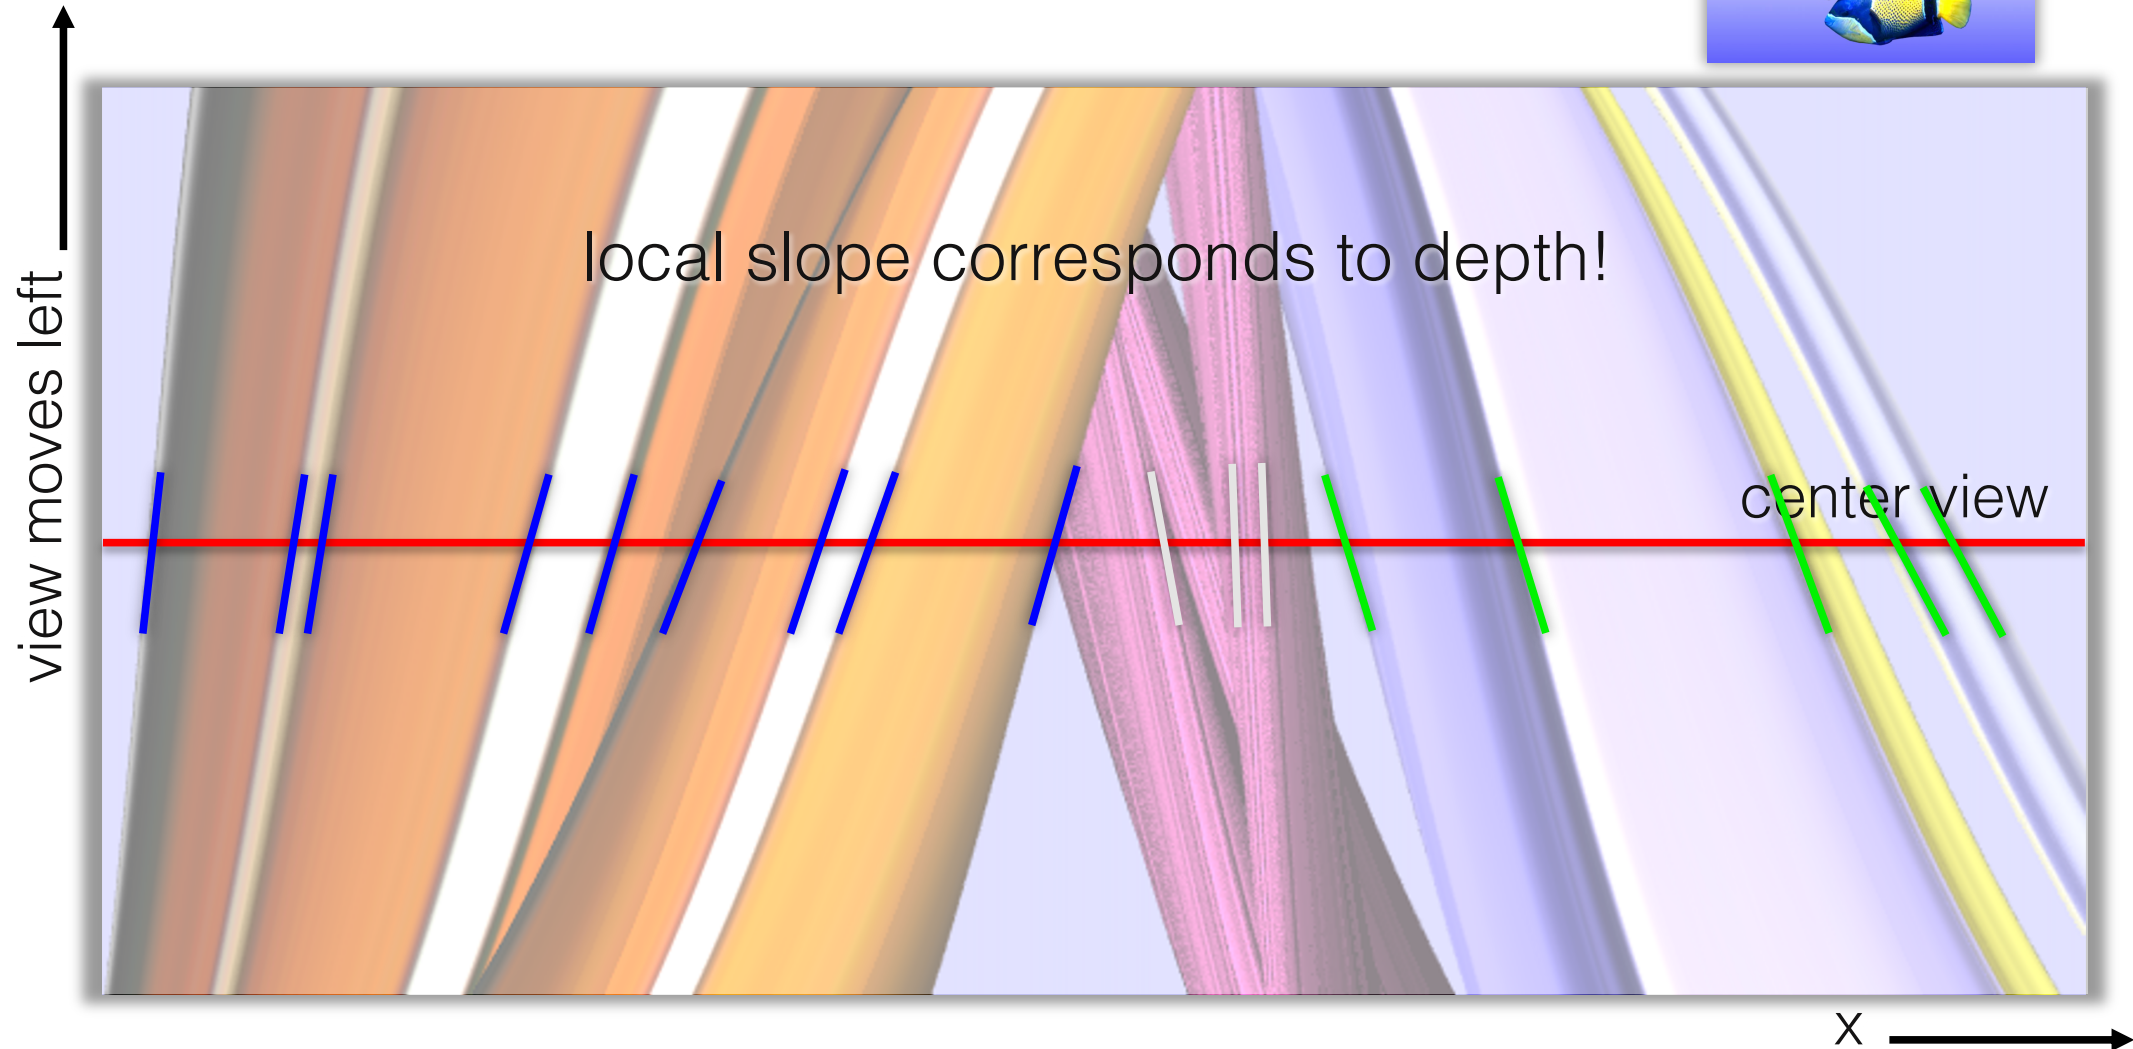 view moves left
local slope corresponds to depth!
center view
x